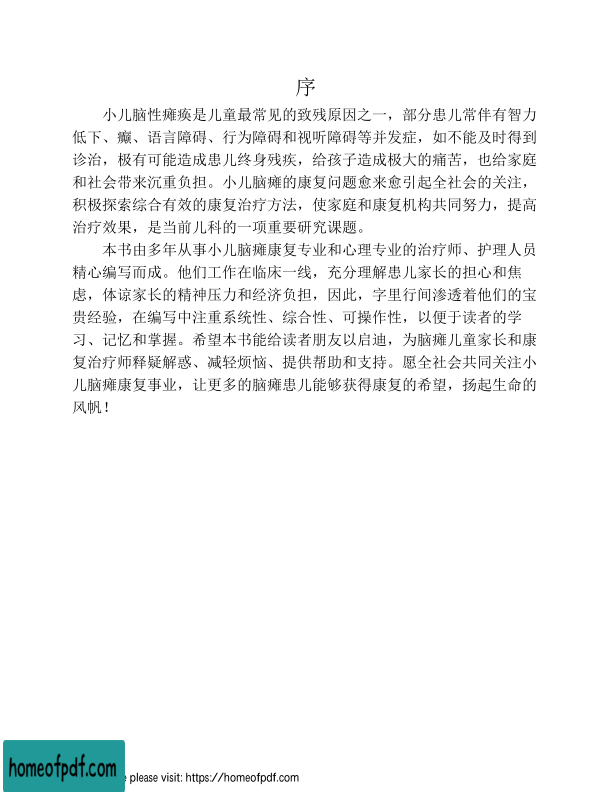 序
小儿脑性瘫痪是儿童最常见的致残原因之一，部分患儿常伴有智力
低下、癫、语言障碍、行为障碍和视听障碍等并发症，如不能及时得到
诊治，极有可能造成患儿终身残疾，给孩子造成极大的痛苦，也给家庭
和社会带来沉重负担。小儿脑瘫的康复问题愈来愈引起全社会的关注，
积极探索综合有效的康复治疗方法，使家庭和康复机构共同努力，提高
治疗效果，是当前儿科的一项重要研究课题。
本书由多年从事小儿脑瘫康复专业和心理专业的治疗师、护理人员
精心编写而成。他们工作在临床一线，充分理解患儿家长的担心和焦
虑，体谅家长的精神压力和经济负担，因此，字里行间渗透着他们的宝
贵经验，在编写中注重系统性、综合性、可操作性，以便于读者的学
习、记忆和掌握。希望本书能给读者朋友以启迪，为脑瘫儿童家长和康
复治疗师释疑解惑、减轻烦恼、提供帮助和支持。愿全社会共同关注小
儿脑瘫康复事业，让更多的脑瘫患儿能够获得康复的希望，扬起生命的
风帆！
homeofpdf.com
e please visit: https://homeofpdf.com